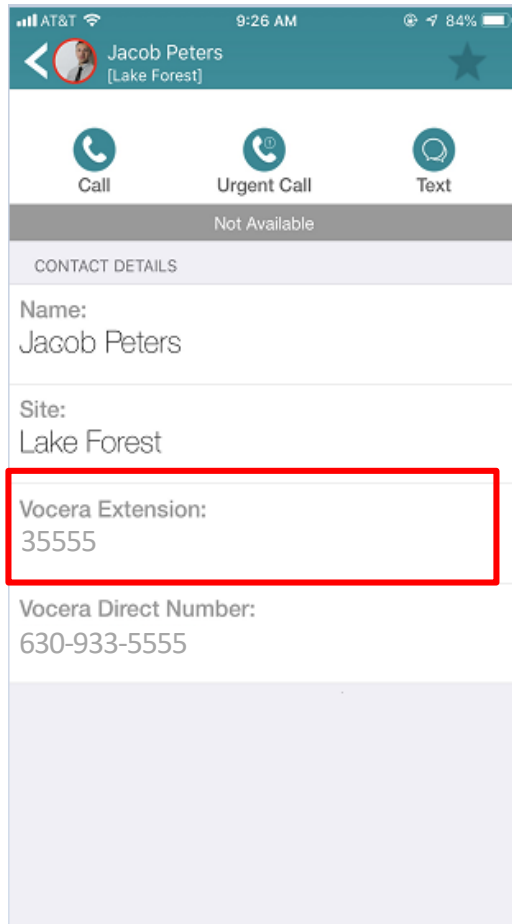 AT&T 9:26 AM 84%
Jacob Peters
[Lake Forest]
Call Urgent Call Text
Not Available
CONTACT DETAILS
Name:
Jacob Peters
Site:
Lake Forest
Vocera Extension:
35555
Vocera Direct Number:
630-933-5555